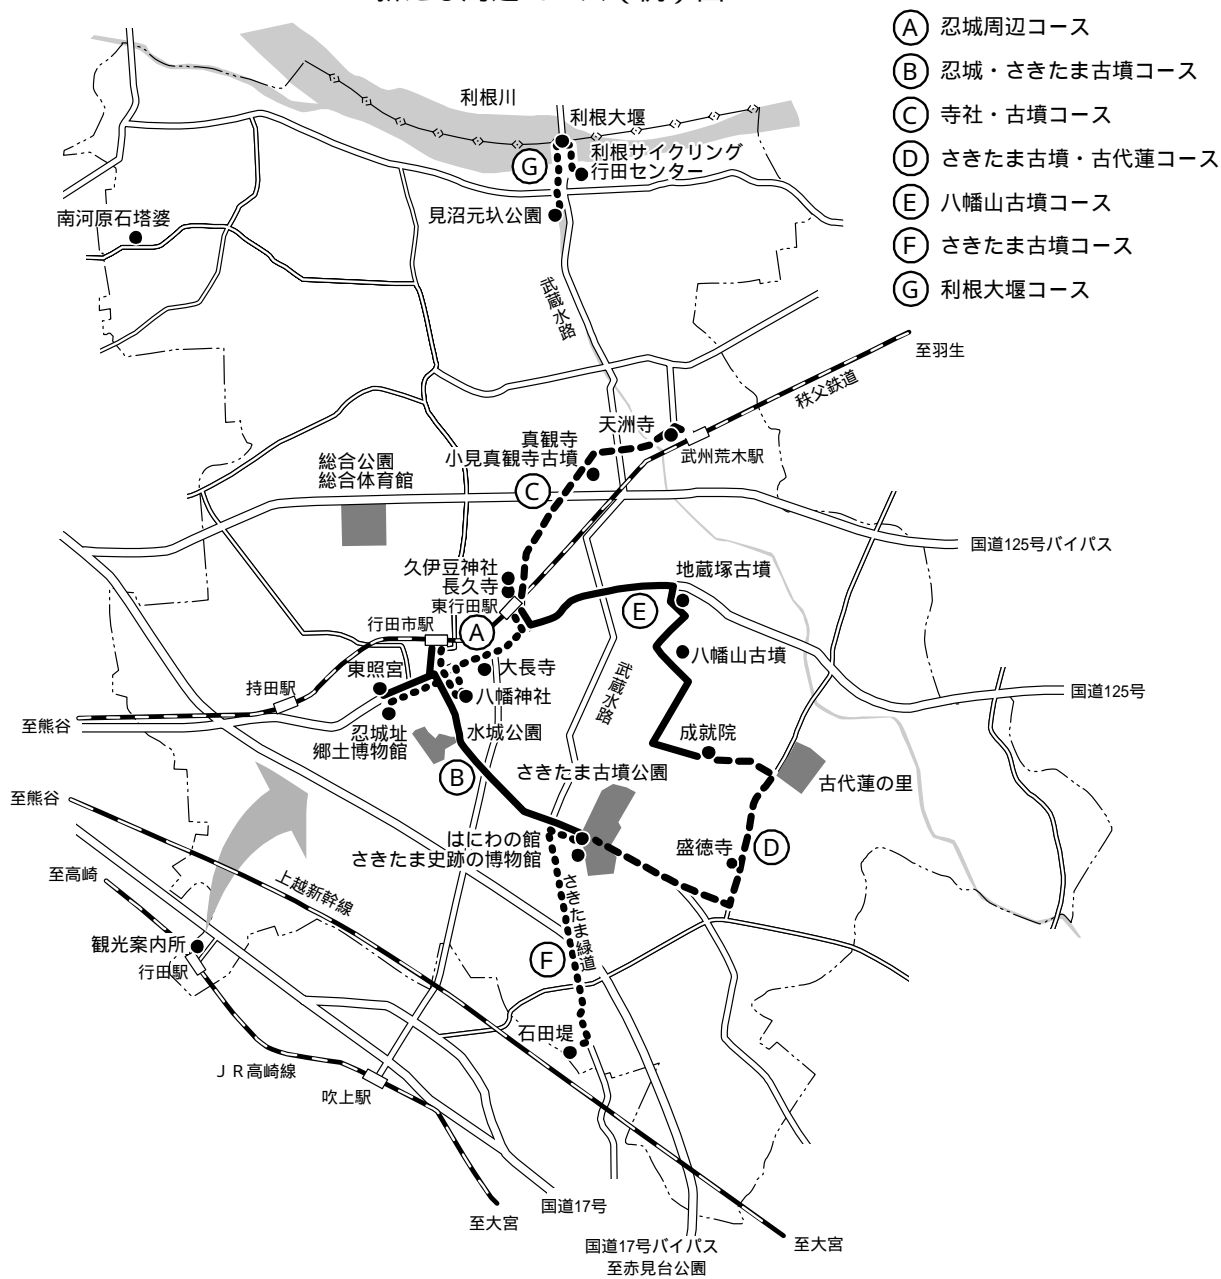 A 忍城周辺コース
B 忍城・さきたま古墳コース
C 寺社・古墳コース
D さきたま古墳・古代蓮コース
E 八幡山古墳コース
F さきたま古墳コース
G 利根大堰コース
利根川
利根大堰
利根サイクリング
行田センター
G
見沼元圦公園
南河原石塔婆
武蔵水路
至羽生
秩父鉄道
天洲寺
真観寺
小見真観寺古墳
武州荒木駅
総合公園
総合体育館
C
国道125号バイパス
久伊豆神社
長久寺
東行田駅
地蔵塚古墳
E
行田市駅
A
東照宮
大長寺
八幡山古墳
武蔵水路
持田駅
八幡神社
国道125号
至熊谷
忍城址
郷土博物館
水城公園
成就院
B
さきたま古墳公園
古代蓮の里
至熊谷
はにわの館
さきたま史跡の博物館
盛徳寺
D
至高崎
上越新幹線
さきたま緑道
観光案内所
行田駅
F
石田堤
JR高崎線
吹上駅
国道17号
至大宮
国道17号バイパス
至赤見台公園
至大宮